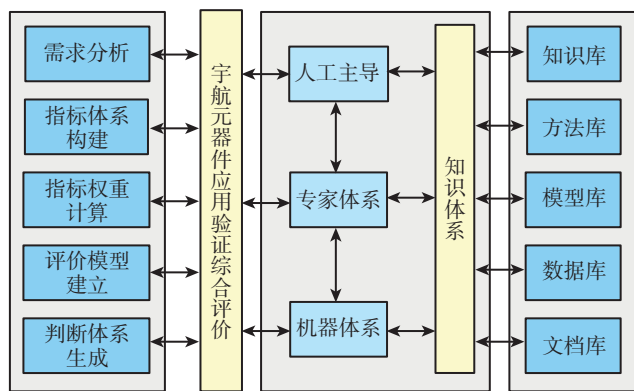 需求分析
指标体系
构建
指标权重
计算
评价模型
建立
判断体系
生成
宇航元器件应用验证综合评价
人工主导
专家体系
机器体系
知识体系
知识库
方法库
模型库
数据库
文档库